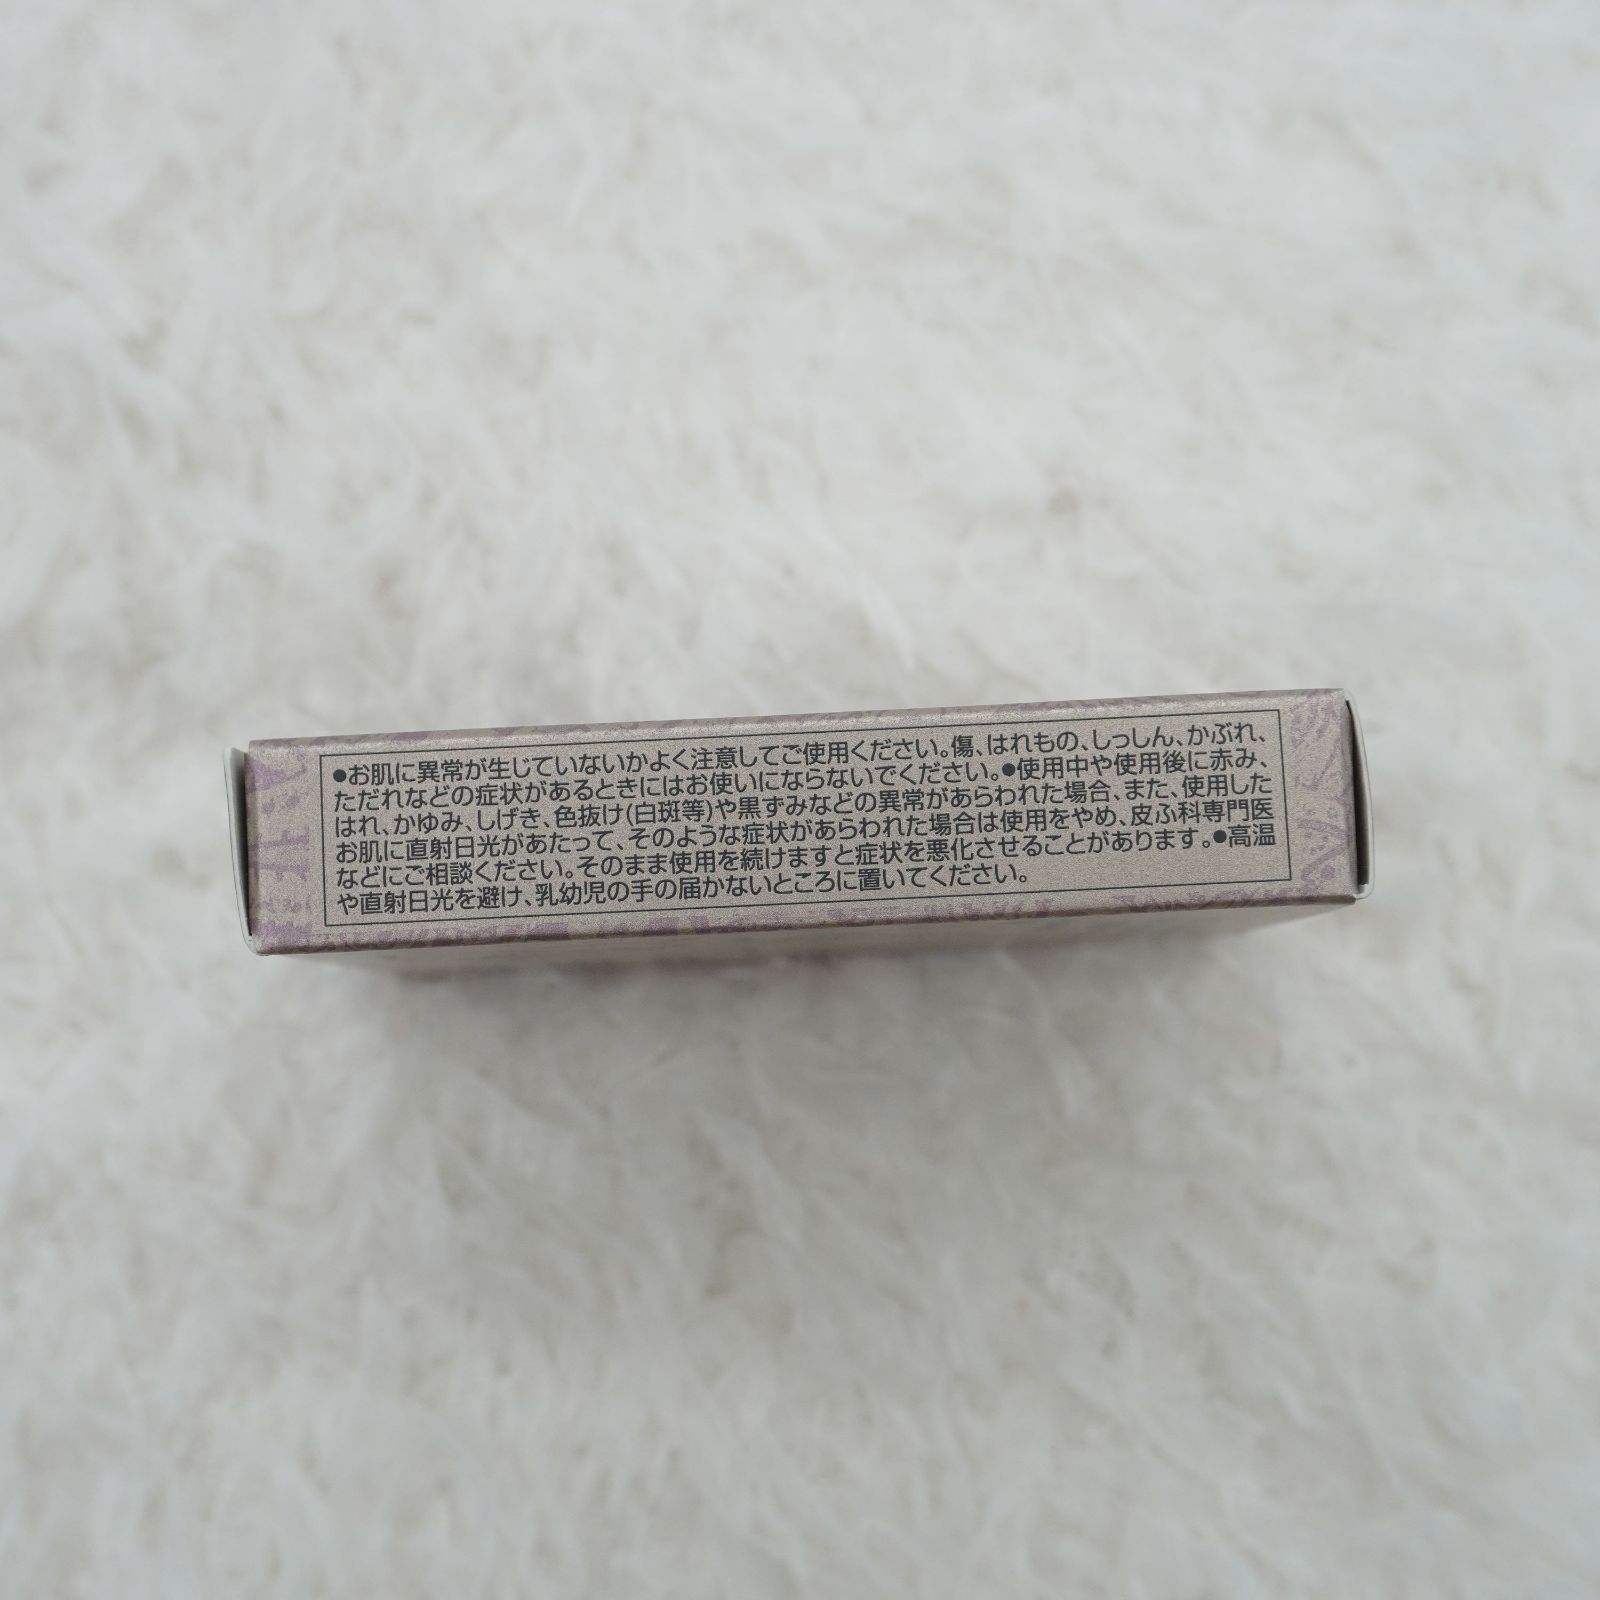 ●お肌に異常が生じていないかよく注意してご使用ください。傷、はれもの、しっしん、かぶれ、
ただれなどの症状があるときにはお使いにならないでください。●使用中や使用後に赤み、
はれ、かゆみ、しげき、色抜け(白斑等)や黒ずみなどの異常があらわれた場合、また、使用した
お肌に直射日光があたって、そのような症状があらわれた場合は使用をやめ、皮ふ科専門医
などにご相談ください。そのまま使用を続けますと症状を悪化させることがあります。●高温
や直射日光を避け、乳幼児の手の届かないところに置いてください。